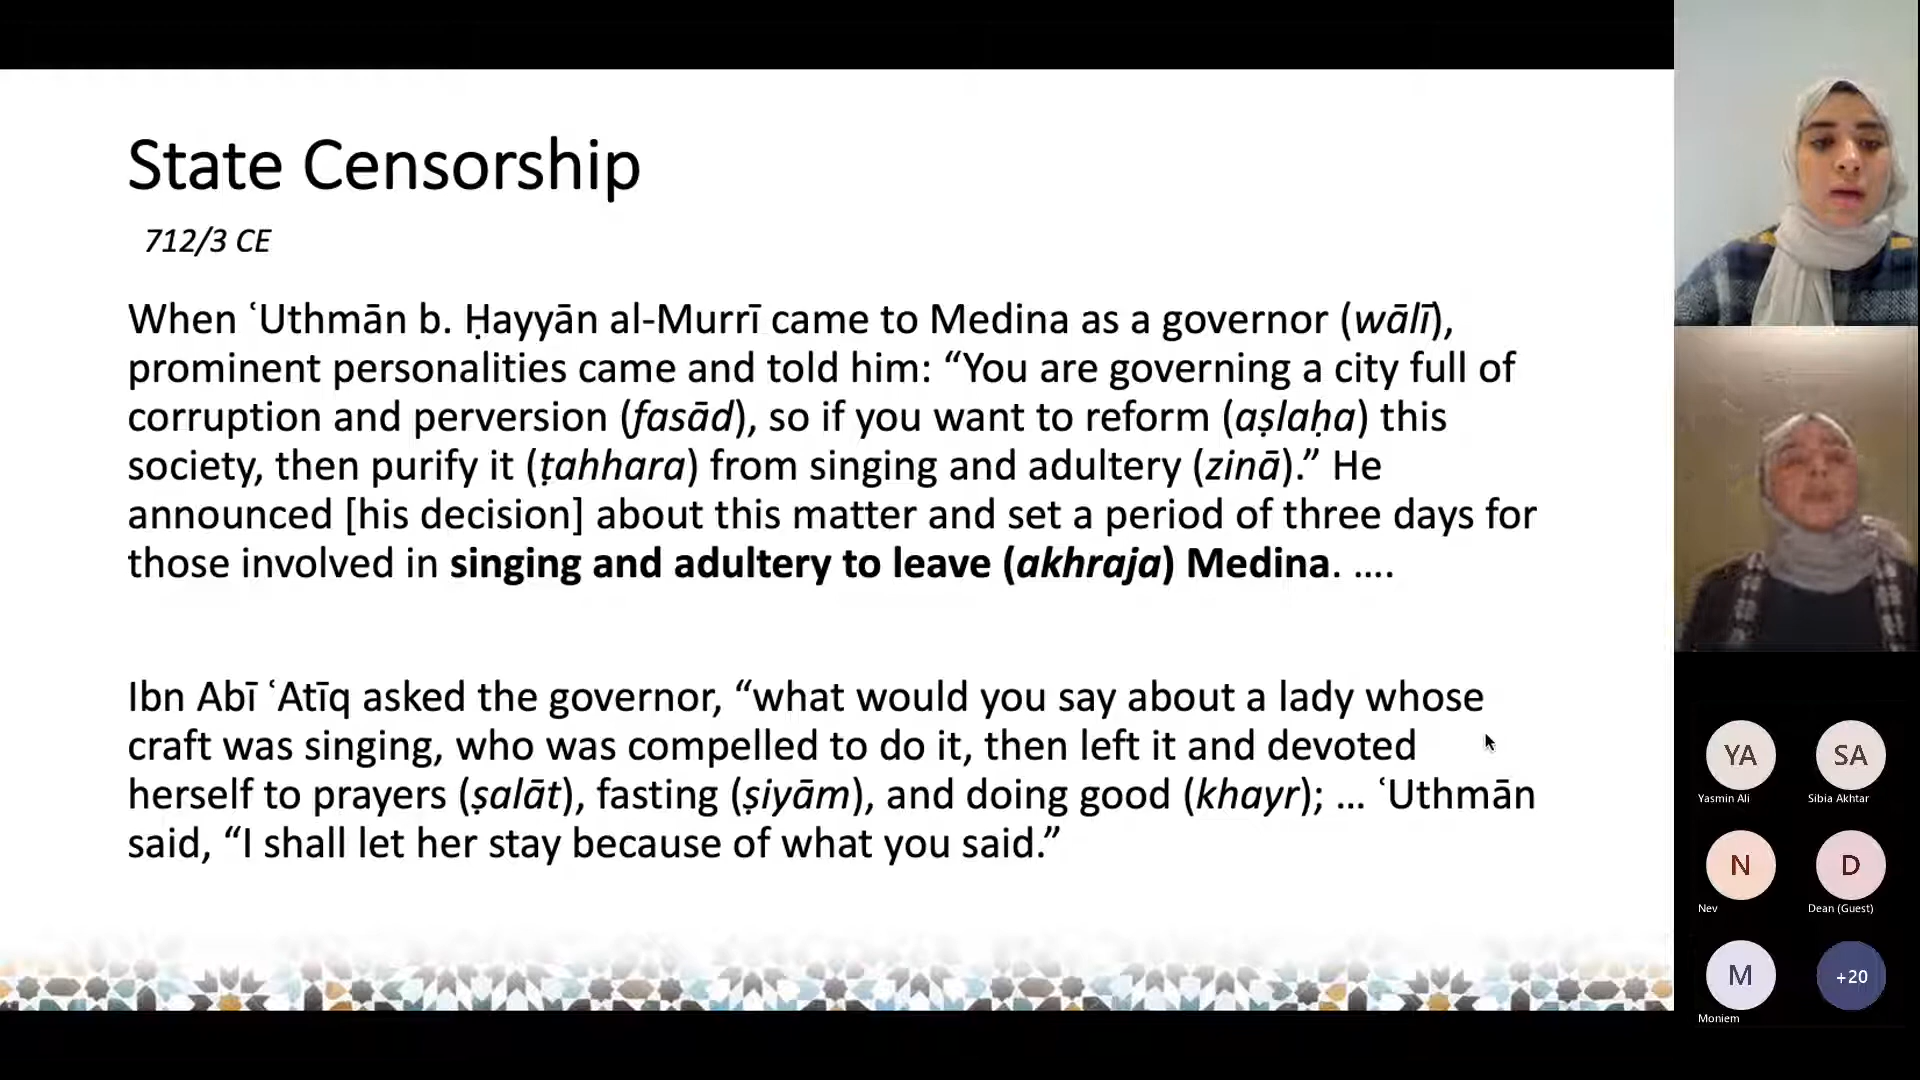 State Censorship
712/3 CE
When ʿUthmān b. Ḥayyān al-Murrī came to Medina as a governor (wālī),
prominent personalities came and told him: “You are governing a city full of
corruption and perversion (fasād), so if you want to reform (aṣlaḥa) this
society, then purify it (ṭahhara) from singing and adultery (zinā).” He
announced [his decision] about this matter and set a period of three days for
those involved in singing and adultery to leave (akhraja) Medina. ....
Ibn Abī ʿAtīq asked the governor, “what would you say about a lady whose
craft was singing, who was compelled to do it, then left it and devoted
herself to prayers (ṣalāt), fasting (ṣiyām), and doing good (khayr); ... ʿUthmān
said, “I shall let her stay because of what you said.”
YA
SA
Yasmin Ali
Sibia Akhtar
N
D
Nev
Dean (Guest)
M
+20
Moniem